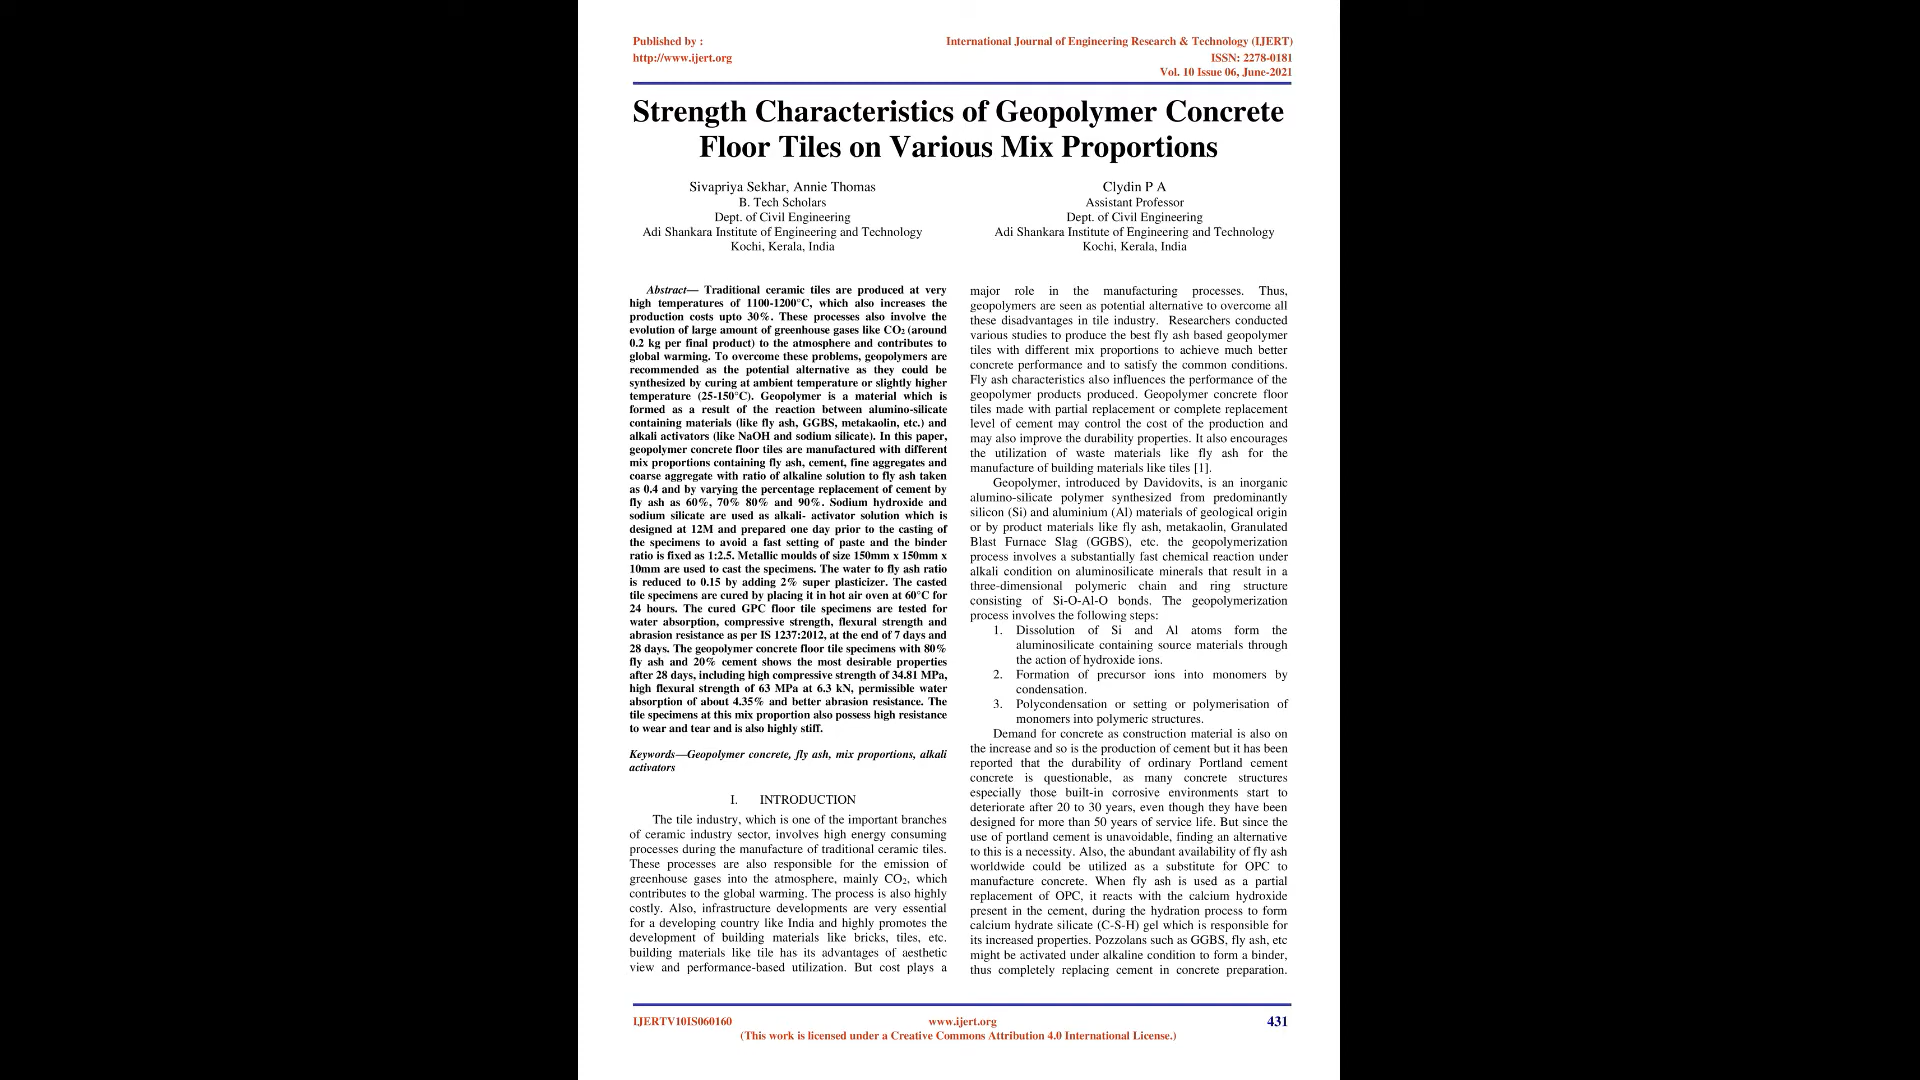 Published by :
International Journal of Engineering Research & Technology (IJERT)
http://www.ijert.org
ISSN: 2278-0181
Vol. 10 Issue 06, June-2021
Strength Characteristics of Geopolymer Concrete
Floor Tiles on Various Mix Proportions
Sivapriya Sekhar, Annie Thomas
B. Tech Scholars
Dept. of Civil Engineering
Adi Shankara Institute of Engineering and Technology
Kochi, Kerala, India
Clydin P A
Assistant Professor
Dept. of Civil Engineering
Adi Shankara Institute of Engineering and Technology
Kochi, Kerala, India
Abstract— Traditional ceramic tiles are produced at very
high temperatures of 1100-1200°C, which also increases the
production costs upto 30%. These processes also involve the
evolution of large amount of greenhouse gases like CO₂ (around
0.2 kg per final product) to the atmosphere and contributes to
global warming. To overcome these problems, geopolymers are
recommended as the potential alternative as they could be
synthesized by curing at ambient temperature or slightly higher
temperature (25-150°C). Geopolymer is a material which is
formed as a result of the reaction between alumino-silicate
containing materials (like fly ash, GGBS, metakaolin, etc.) and
alkali activators (like NaOH and sodium silicate). In this paper,
geopolymer concrete floor tiles are manufactured with different
mix proportions containing fly ash, cement, fine aggregates and
coarse aggregate with ratio of alkaline solution to fly ash taken
as 0.4 and by varying the percentage replacement of cement by
fly ash as 60%, 70% 80% and 90%. Sodium hydroxide and
sodium silicate are used as alkali- activator solution which is
designed at 12M and prepared one day prior to the casting of
the specimens to avoid a fast setting of paste and the binder
ratio is fixed as 1:2.5. Metallic moulds of size 150mm x 150mm x
10mm are used to cast the specimens. The water to fly ash ratio
is reduced to 0.15 by adding 2% super plasticizer. The casted
tile specimens are cured by placing it in hot air oven at 60°C for
24 hours. The cured GPC floor tile specimens are tested for
water absorption, compressive strength, flexural strength and
abrasion resistance as per IS 1237:2012, at the end of 7 days and
28 days. The geopolymer concrete floor tile specimens with 80%
fly ash and 20% cement shows the most desirable properties
after 28 days, including high compressive strength of 34.81 MPa,
high flexural strength of 63 MPa at 6.3 kN, permissible water
absorption of about 4.35% and better abrasion resistance. The
tile specimens at this mix proportion also possess high resistance
to wear and tear and is also highly stiff.
Keywords—Geopolymer concrete, fly ash, mix proportions, alkali
activators
I. INTRODUCTION
The tile industry, which is one of the important branches
of ceramic industry sector, involves high energy consuming
processes during the manufacture of traditional ceramic tiles.
These processes are also responsible for the emission of
greenhouse gases into the atmosphere, mainly CO₂, which
contributes to the global warming. The process is also highly
costly. Also, infrastructure developments are very essential
for a developing country like India and highly promotes the
development of building materials like bricks, tiles, etc.
building materials like tile has its advantages of aesthetic
view and performance-based utilization. But cost plays a
major role in the manufacturing processes. Thus,
geopolymers are seen as potential alternative to overcome all
these disadvantages in tile industry. Researchers conducted
various studies to produce the best fly ash based geopolymer
tiles with different mix proportions to achieve much better
concrete performance and to satisfy the common conditions.
Fly ash characteristics also influences the performance of the
geopolymer products produced. Geopolymer concrete floor
tiles made with partial replacement or complete replacement
level of cement may control the cost of the production and
may also improve the durability properties. It also encourages
the utilization of waste materials like fly ash for the
manufacture of building materials like tiles [1].
Geopolymer, introduced by Davidovits, is an inorganic
alumino-silicate polymer synthesized from predominantly
silicon (Si) and aluminium (Al) materials of geological origin
or by product materials like fly ash, metakaolin, Granulated
Blast Furnace Slag (GGBS), etc. the geopolymerization
process involves a substantially fast chemical reaction under
alkali condition on aluminosilicate minerals that result in a
three-dimensional polymeric chain and ring structure
consisting of Si-O-Al-O bonds. The geopolymerization
process involves the following steps:
1. Dissolution of Si and Al atoms form the
aluminosilicate containing source materials through
the action of hydroxide ions.
2. Formation of precursor ions into monomers by
condensation.
3. Polycondensation or setting or polymerisation of
monomers into polymeric structures.
Demand for concrete as construction material is also on
the increase and so is the production of cement but it has been
reported that the durability of ordinary Portland cement
concrete is questionable, as many concrete structures
especially those built-in corrosive environments start to
deteriorate after 20 to 30 years, even though they have been
designed for more than 50 years of service life. But since the
use of portland cement is unavoidable, finding an alternative
to this is a necessity. Also, the abundant availability of fly ash
worldwide could be utilized as a substitute for OPC to
manufacture concrete. When fly ash is used as a partial
replacement of OPC, it reacts with the calcium hydroxide
present in the cement, during the hydration process to form
calcium hydrate silicate (C-S-H) gel which is responsible for
its increased properties. Pozzolans such as GGBS, fly ash, etc
might be activated under alkaline condition to form a binder,
thus completely replacing cement in concrete preparation.
IJERTV10IS060160
www.ijert.org
431
(This work is licensed under a Creative Commons Attribution 4.0 International License.)